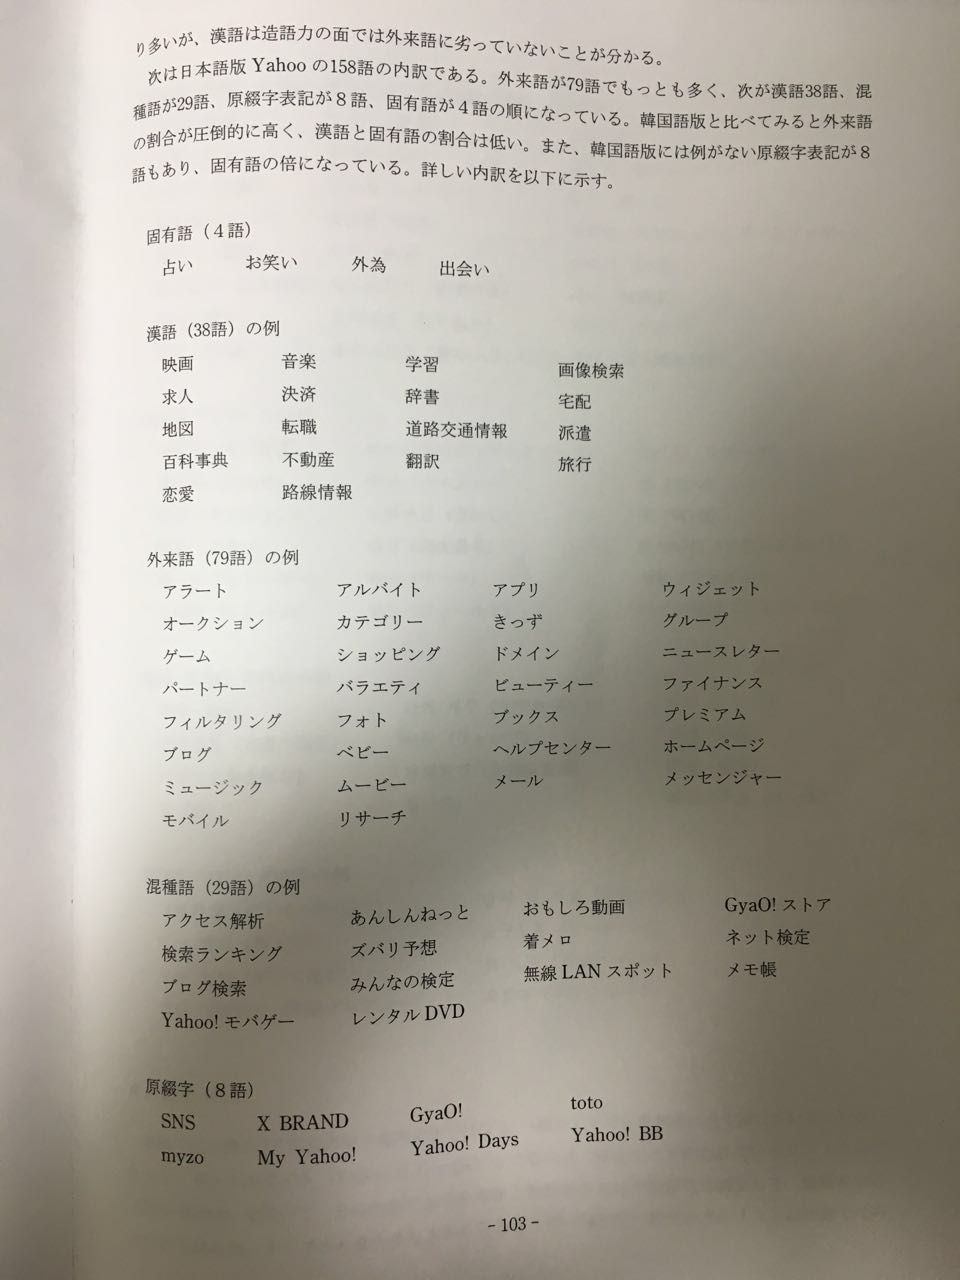 り多いが、漢語は造語力の面では外来語に劣っていないことが分かる。
次は日本語版 Yahoo の158語の内訳である。外来語が79語でもっとも多く、次が漢語38語、混
種語が29語、原綴字表記が8語、固有語が4語の順になっている。韓国語版と比べてみると外来語
の割合が圧倒的に高く、漢語と固有語の割合は低い。また、韓国語版には例がない原綴字表記が8
語もあり、固有語の倍になっている。詳しい内訳を以下に示す。
固有語(4語)
占い お笑い 外為 出会い
漢語(38語)の例
映画 音楽 学習 画像検索
求人 決済 辞書 宅配
地図 転職 道路交通情報 派遣
百科事典 不動産 翻訳 旅行
恋愛 路線情報
外来語(79語)の例
アラート アルバイト アプリ ウィジェット
オークション カテゴリー きっず グループ
ゲーム ショッピング ドメイン ニュースレター
パートナー バラエティ ビューティー ファイナンス
フィルタリング フォト ブックス プレミアム
ブログ ベビー ヘルプセンター ホームページ
ミュージック ムービー メール メッセンジャー
モバイル リサーチ
混種語(29語)の例
アクセス解析 あんしんねっと おもしろ動画 GyaO! ストア
検索ランキング ズバリ予想 着メロ ネット検定
ブログ検索 みんなの検定 無線 LAN スポット メモ帳
Yahoo! モバゲー レンタル DVD
原綴字(8語)
SNS X BRAND GyaO! toto
myzo My Yahoo! Yahoo! Days Yahoo! BB
- 103 -